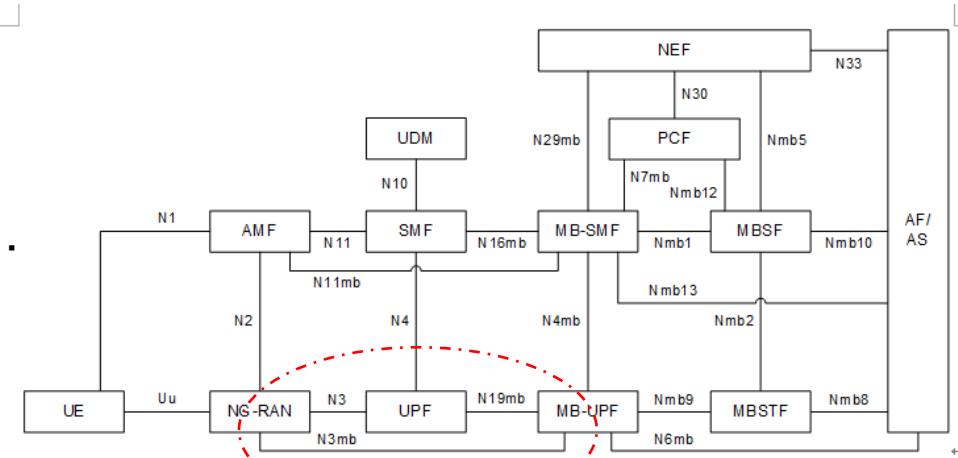 NEF
N33
N30
UDM
N29mb
PCF
Nmb5
N10
N7mb
Nmb12
N1
AMF
N11
SMF
N16mb
MB-SMF
Nmb1
MBSF
Nmb10
AF/
AS
N11mb
Nmb13
N2
N4
N4mb
Nmb2
UE
Uu
NG-RAN
N3
UPF
N19mb
MB-UPF
Nmb9
MBSTF
Nmb8
N3mb
N6mb